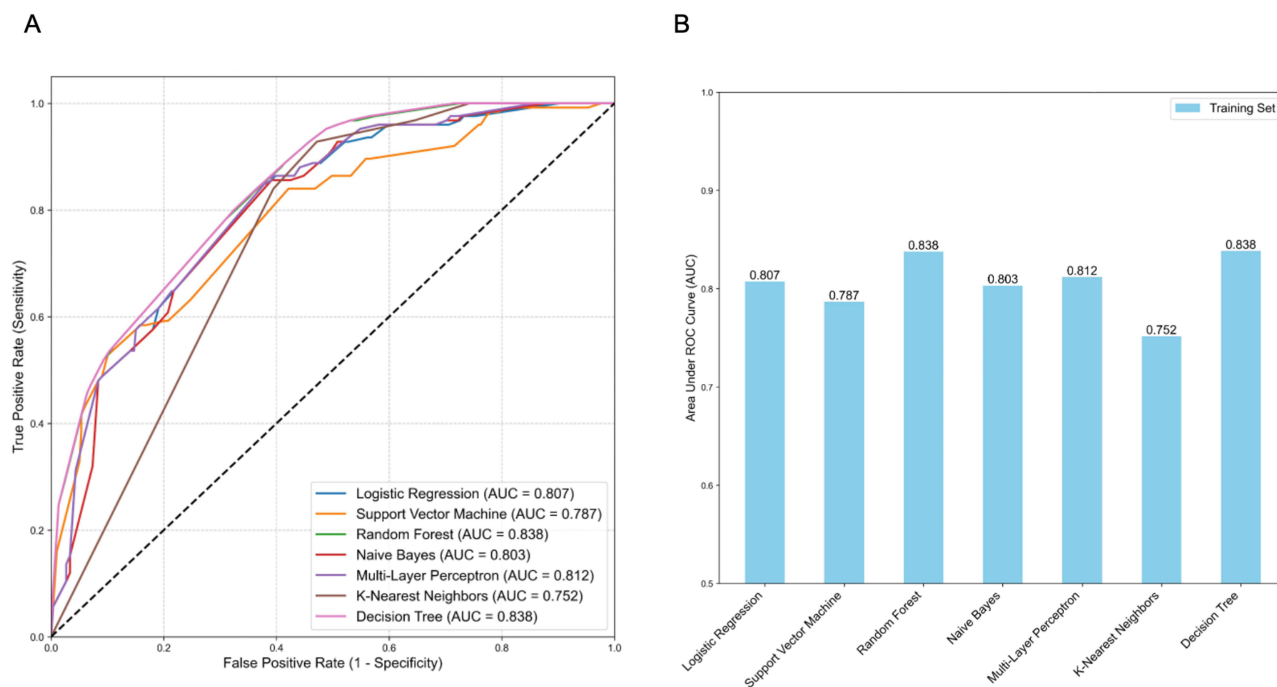 A
1.0
0.8
0.6
0.4
0.2
0.0
True Positive Rate (Sensitivity)
0.0
0.2
0.4
0.6
0.8
1.0
False Positive Rate (1 - Specificity)
Logistic Regression (AUC = 0.807)
Support Vector Machine (AUC = 0.787)
Random Forest (AUC = 0.838)
Naive Bayes (AUC = 0.803)
Multi-Layer Perceptron (AUC = 0.812)
K-Nearest Neighbors (AUC = 0.752)
Decision Tree (AUC = 0.838)
B
1.0
0.9
0.8
0.7
0.6
0.5
Area Under ROC Curve (AUC)
Training Set
0.807
0.787
0.838
0.803
0.812
0.752
0.838
Logistic Regression
Support Vector Machine
Random Forest
Naive Bayes
Multi-Layer Perceptron
K-Nearest Neighbors
Decision Tree